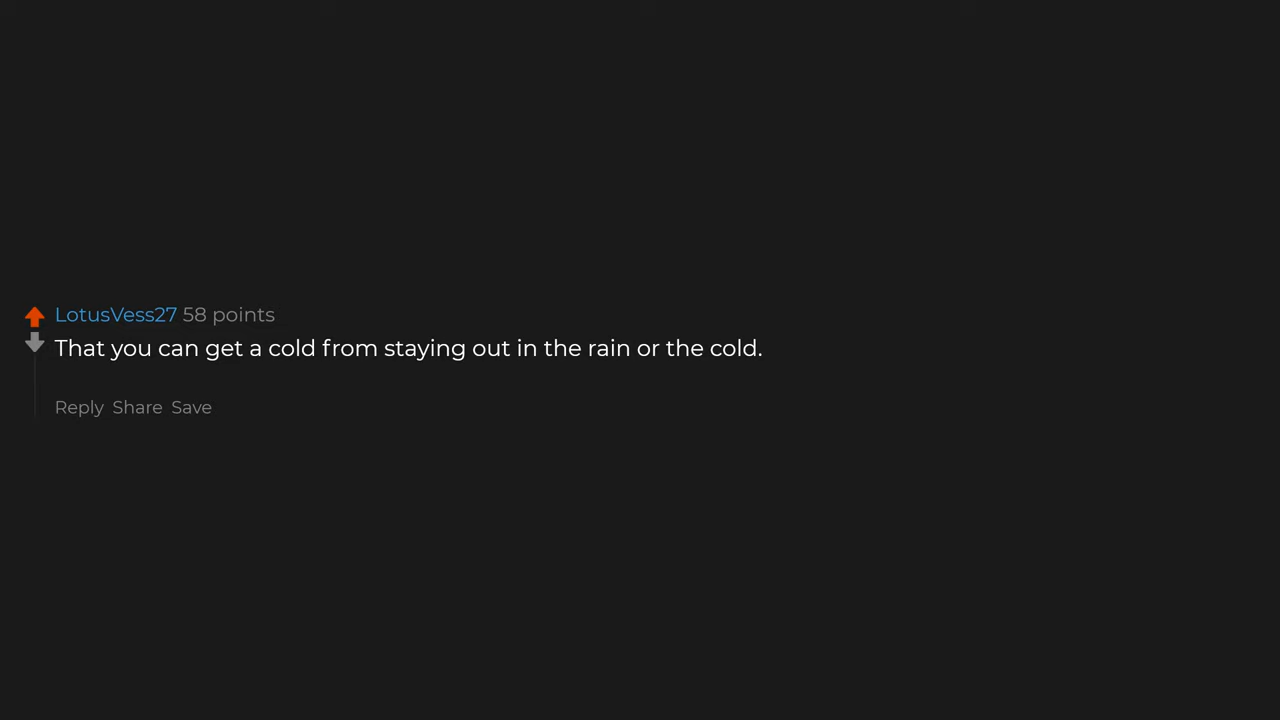 LotusVess27 58 points
That you can get a cold from staying out in the rain or the cold.
Reply Share Save